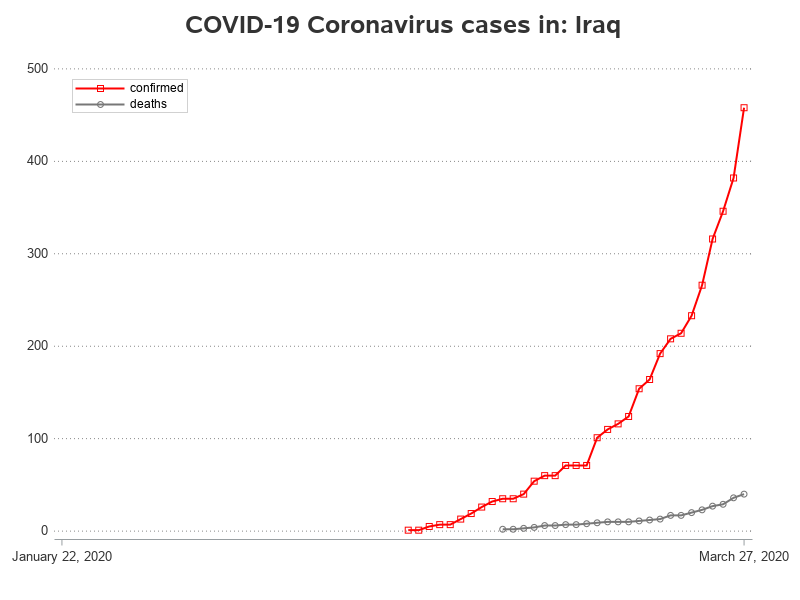 COVID-19 Coronavirus cases in: Iraq
500
confirmed
deaths
400
300
200
100
0
January 22, 2020
March 27, 2020